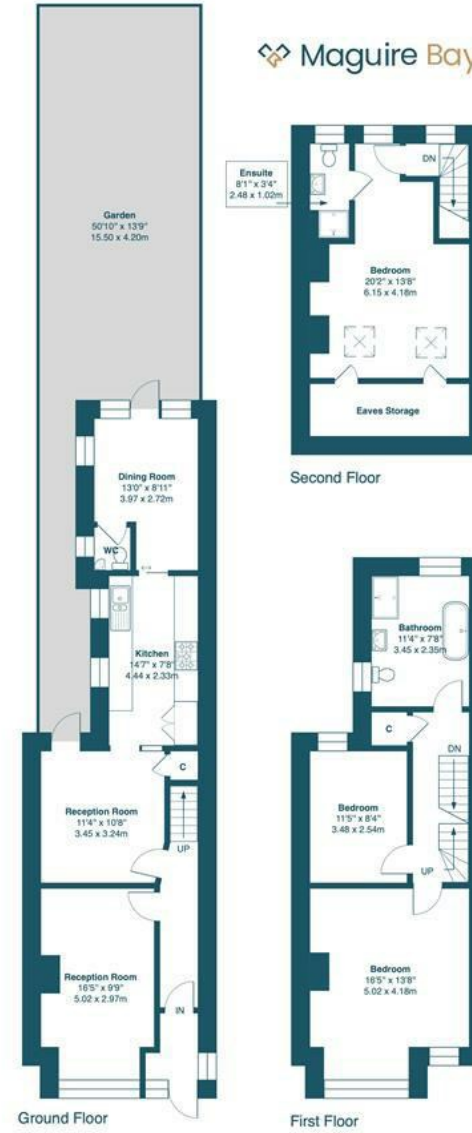 Maguire Bay
Garden
50'10" x 13'9"
15.50 x 4.20m
Ensuite
8'1" x 3'4"
2.48 x 1.02m
DN
Bedroom
20'2" x 13'8"
6.15 x 4.18m
Eaves Storage
Second Floor
Dining Room
13'0" x 8'11"
3.97 x 2.72m
WC
Kitchen
14'7" x 7'8"
4.44 x 2.33m
C
Reception Room
11'4" x 10'8"
3.45 x 3.24m
UP
Reception Room
16'5" x 9'9"
5.02 x 2.97m
IN
Ground Floor
Bathroom
11'4" x 7'8"
3.45 x 2.35m
C
DN
Bedroom
11'5" x 8'4"
3.48 x 2.54m
UP
Bedroom
16'5" x 13'8"
5.02 x 4.18m
First Floor